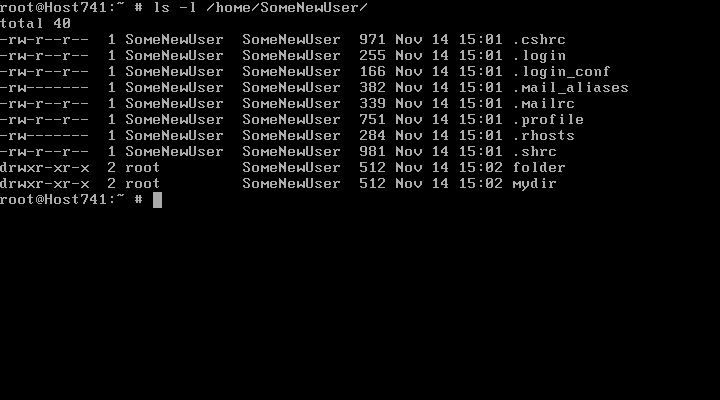 root@Host741:~ # ls -l /home/SomeNewUser/
total 40
-rw-r--r--  1 SomeNewUser  SomeNewUser  971 Nov 14 15:01 .cshrc
-rw-r--r--  1 SomeNewUser  SomeNewUser  255 Nov 14 15:01 .login
-rw-r--r--  1 SomeNewUser  SomeNewUser  166 Nov 14 15:01 .login_conf
-rw-------  1 SomeNewUser  SomeNewUser  382 Nov 14 15:01 .mail_aliases
-rw-r--r--  1 SomeNewUser  SomeNewUser  339 Nov 14 15:01 .mailrc
-rw-r--r--  1 SomeNewUser  SomeNewUser  751 Nov 14 15:01 .profile
-rw-------  1 SomeNewUser  SomeNewUser  284 Nov 14 15:01 .rhosts
-rw-r--r--  1 SomeNewUser  SomeNewUser  981 Nov 14 15:01 .shrc
drwxr-xr-x  2 root         SomeNewUser  512 Nov 14 15:02 folder
drwxr-xr-x  2 root         SomeNewUser  512 Nov 14 15:02 mydir
root@Host741:~ #